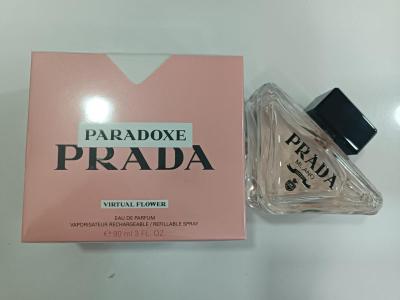 PARADOXE
PRADA
VIRTUAL FLOWER
EAU DE PARFUM
VAPORISATEUR RECHARGEABLE / REFILLABLE SPRAY
℮ 90 ml 3 FL. OZ.
PRADA
MILANO